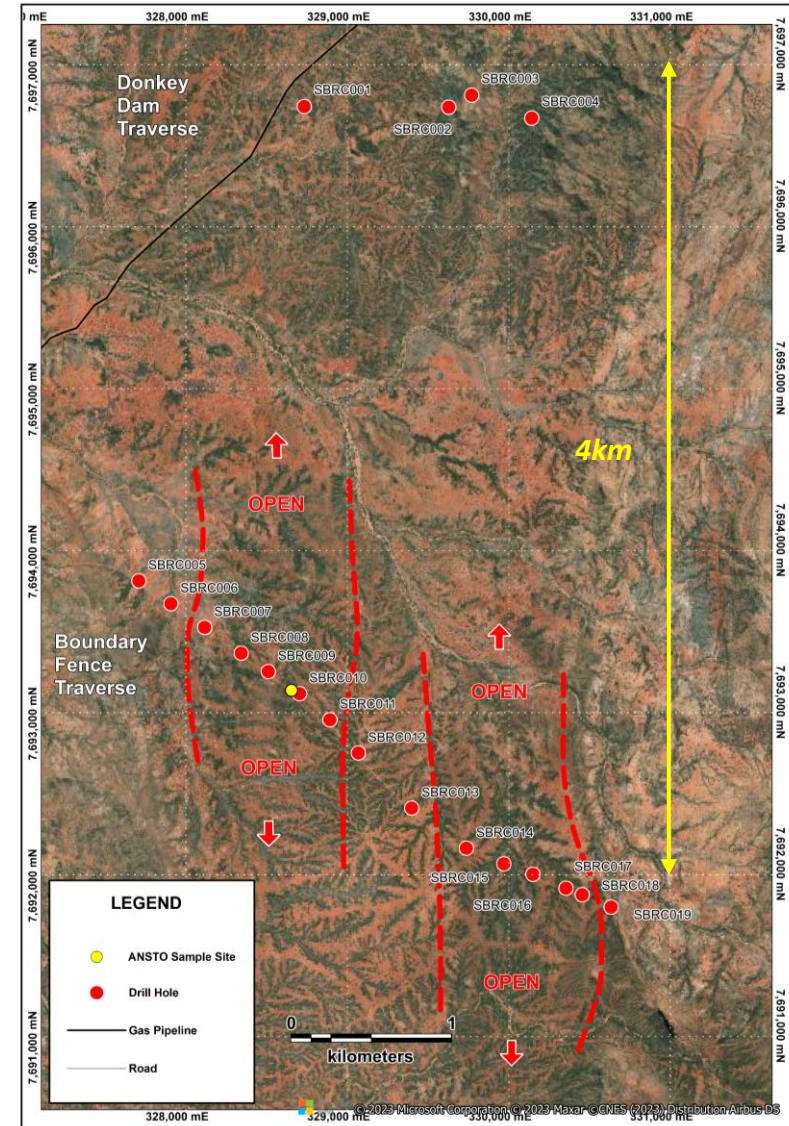 0 mE
328,000 mE
329,000 mE
330,000 mE
331,000 mE
7,697,000 mN
7,697,000 mN
Donkey
Dam
Traverse
SBRC001
SBRC003
SBRC002
SBRC004
7,696,000 mN
7,696,000 mN
7,695,000 mN
7,695,000 mN
4km
OPEN
7,694,000 mN
7,694,000 mN
SBRC005
SBRC006
SBRC007
Boundary
Fence
Traverse
SBRC008
SBRC009
SBRC010
OPEN
7,693,000 mN
7,693,000 mN
SBRC011
SBRC012
OPEN
SBRC013
SBRC014
SBRC015
SBRC017
SBRC018
SBRC016
SBRC019
7,692,000 mN
7,692,000 mN
OPEN
LEGEND
ANSTO Sample Site
Drill Hole
Gas Pipeline
Road
0
1
kilometers
7,691,000 mN
7,691,000 mN
© 2023 Microsoft Corporation, © 2023 Maxar ©CNES (2023) Distribution Airbus DS
328,000 mE
329,000 mE
330,000 mE
331,000 mE